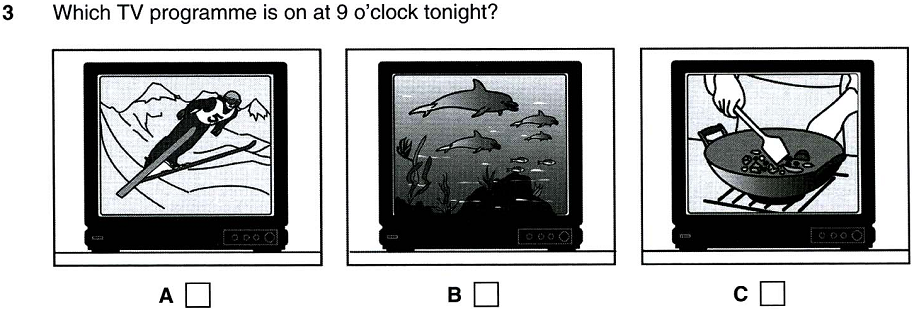 3 Which TV programme is on at 9 o'clock tonight?
A
B
C